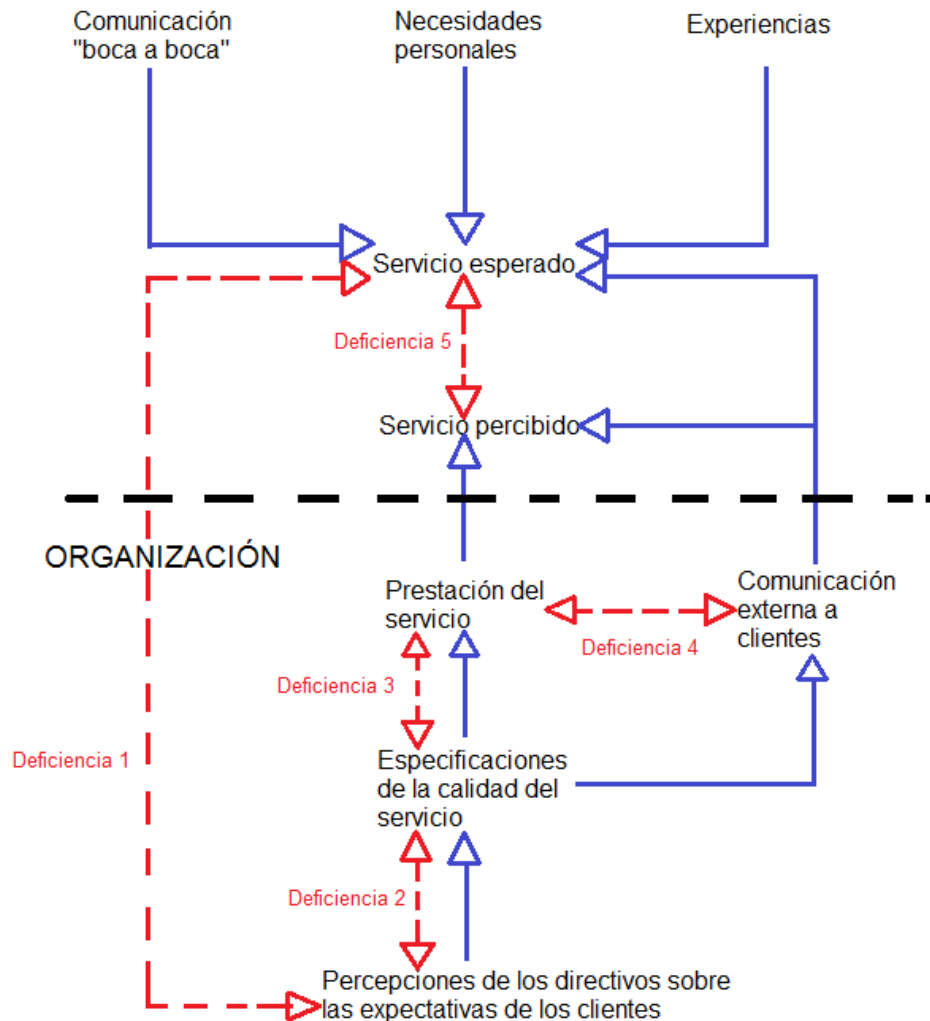 Comunicación
"boca a boca"
Necesidades
personales
Experiencias
Servicio esperado
Deficiencia 5
Servicio percibido
ORGANIZACIÓN
Prestación del
servicio
Comunicación
externa a
clientes
Deficiencia 4
Deficiencia 3
Deficiencia 1
Especificaciones
de la calidad del
servicio
Deficiencia 2
Percepciones de los directivos sobre
las expectativas de los clientes